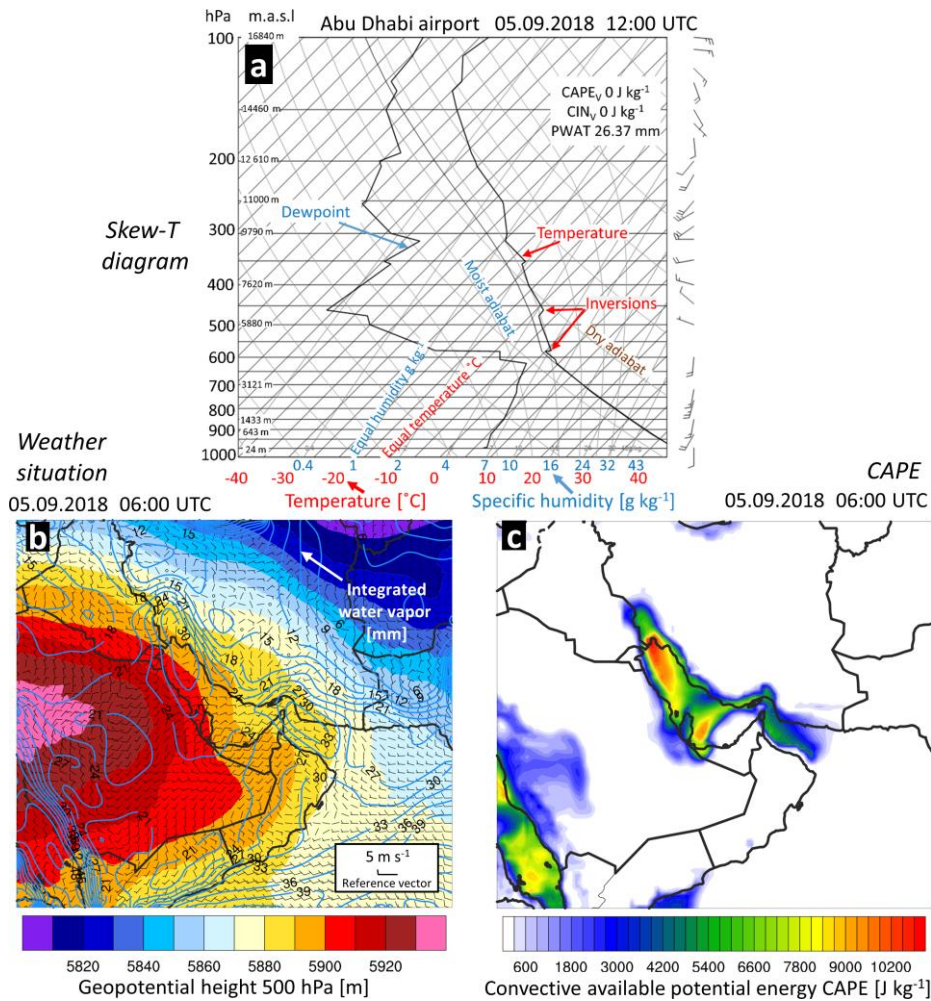 hPa m.a.s.l Abu Dhabi airport 05.09.2018 12:00 UTC
a
100 16840 m
CAPEV 0 J kg-1
CINV 0 J kg-1
PWAT 26.37 mm
14460 m
200 12 610 m
11000 m
Dewpoint
Skew-T
diagram
300 9790 m
Temperature
400 7620 m
Moist adiabat
Inversions
500 5880 m
Dry adiabat
600
700 3121 m
Equal humidity g kg-1
Equal temperature °C
800
900 1433 m
643 m
1000 24 m
0.4 1 2 4 7 10 16 24 32 43
-40 -30 -20 -10 0 10 20 30 40
Temperature [°C] Specific humidity [g kg-1]
Weather
situation
05.09.2018 06:00 UTC
CAPE
05.09.2018 06:00 UTC
b
Integrated
water vapor
[mm]
5 m s-1
Reference vector
5820 5840 5860 5880 5900 5920
Geopotential height 500 hPa [m]
c
600 1800 3000 4200 5400 6600 7800 9000 10200
Convective available potential energy CAPE [J kg-1]